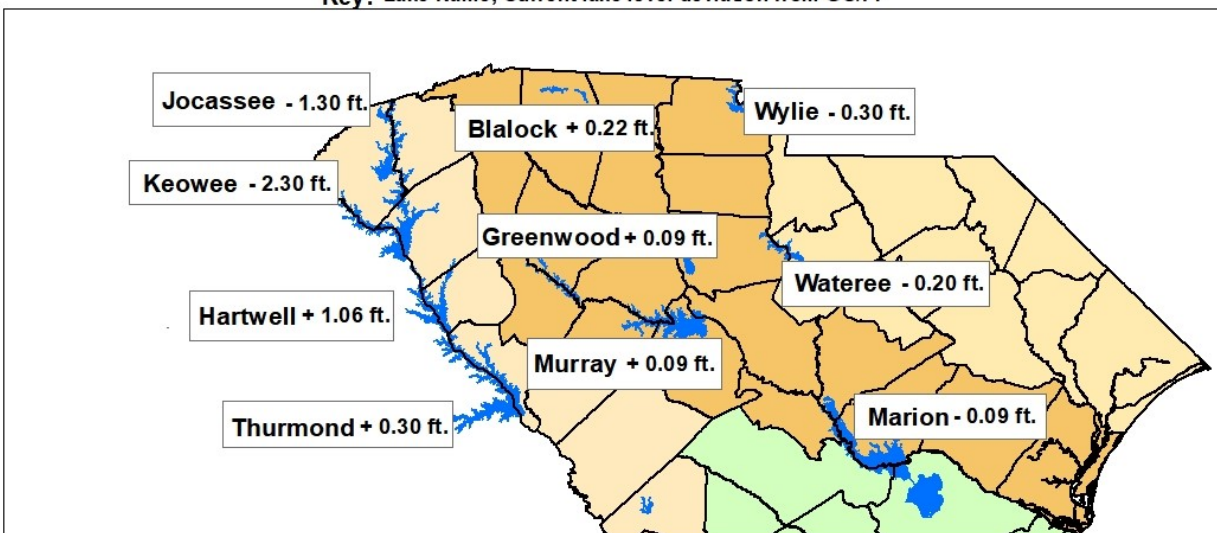 Key:
Jocassee - 1.30 ft.
Wylie - 0.30 ft.
Blalock + 0.22 ft.
Keowee - 2.30 ft.
Greenwood + 0.09 ft.
Wateree - 0.20 ft.
Hartwell + 1.06 ft.
Murray + 0.09 ft.
Marion - 0.09 ft.
Thurmond + 0.30 ft.